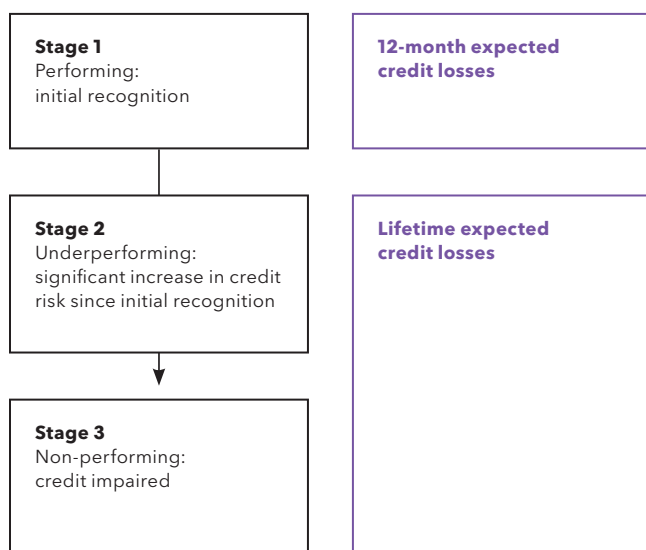 Stage 1
Performing:
initial recognition
12-month expected
credit losses
Stage 2
Underperforming:
significant increase in credit
risk since initial recognition
Lifetime expected
credit losses
Stage 3
Non-performing:
credit impaired